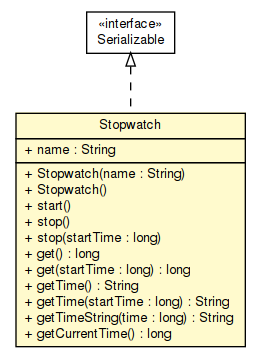 «interface»
Serializable
Stopwatch
+ name : String
+ Stopwatch(name : String)
+ Stopwatch()
+ start()
+ stop()
+ stop(startTime : long)
+ get() : long
+ get(startTime : long) : long
+ getTime() : String
+ getTime(startTime : long) : String
+ getTimeString(time : long) : String
+ getCurrentTime() : long